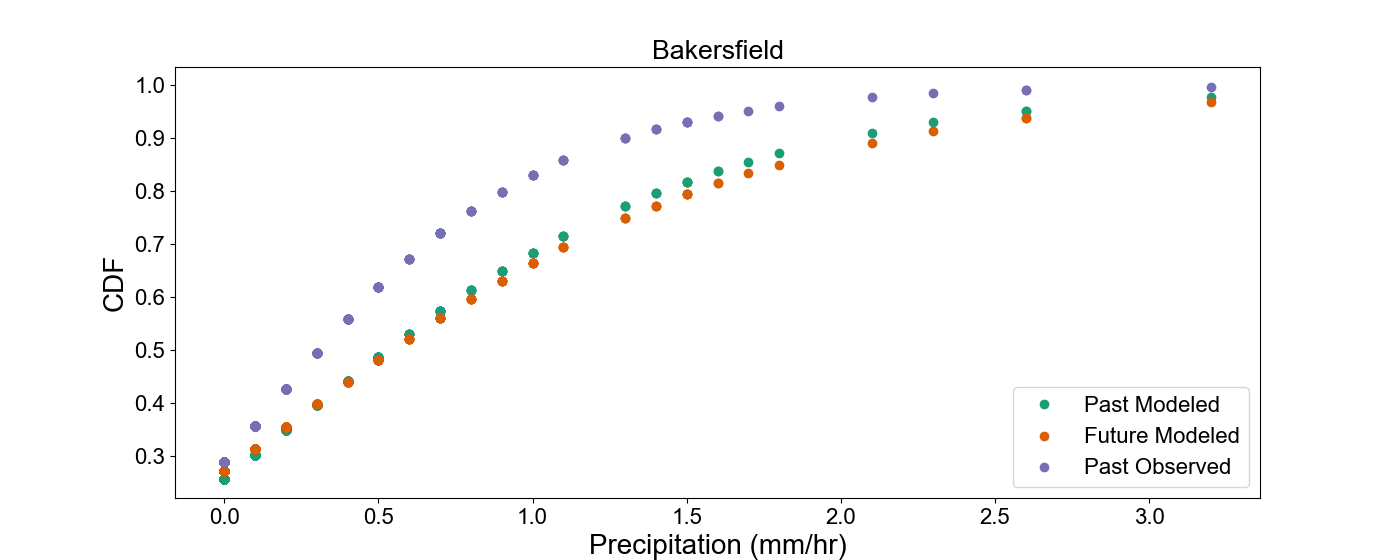 Bakersfield
CDF
1.0
0.9
0.8
0.7
0.6
0.5
0.4
0.3
0.0 0.5 1.0 1.5 2.0 2.5 3.0
Precipitation (mm/hr)
Past Modeled
Future Modeled
Past Observed